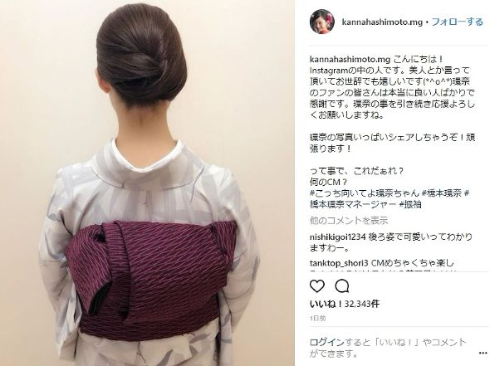 kannahashimoto.mg • フォローする
kannahashimoto.mg こんにちは！
Instagramの中の人です。美人とか言って
頂いてお世辞でも嬉しいです(*^o^*)環奈
のファンの皆さんは本当に良い人ばかりで
感謝です。環奈の事を引き続き応援よろし
くお願いしますね。
環奈の写真いっぱいシェアしちゃうぞ！頑
張ります！
って事で、これだぁれ？
何のCM？
#こっち向いてよ環奈ちゃん #橋本環奈 #
橋本環奈マネージャー #振袖
他のコメントを表示
nishikigoi1234 後ろ姿で可愛いってわかり
ますわー。
tanktop_shori3 CMめちゃくちゃ楽し
いいね！32,343件
1日前
ログインすると「いいね！」やコメント
ができます。